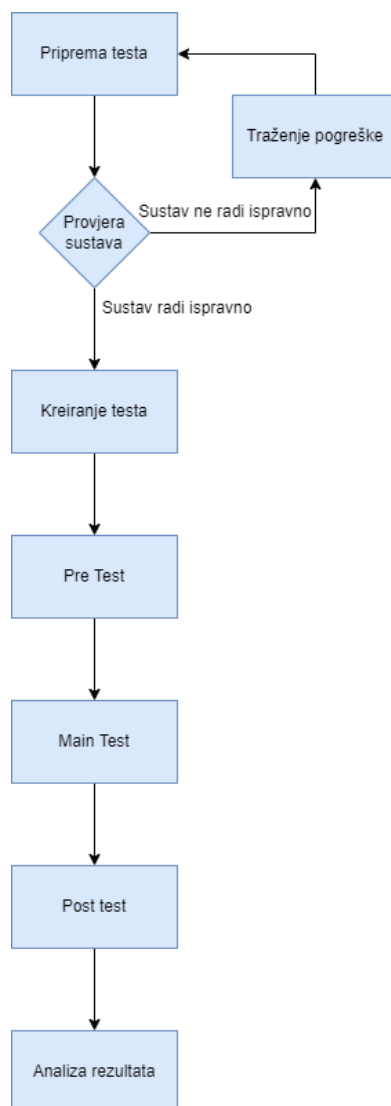 Priprema testa
Traženje pogreške
Provjera
sustava
Sustav ne radi ispravno
Sustav radi ispravno
Kreiranje testa
Pre Test
Main Test
Post test
Analiza rezultata